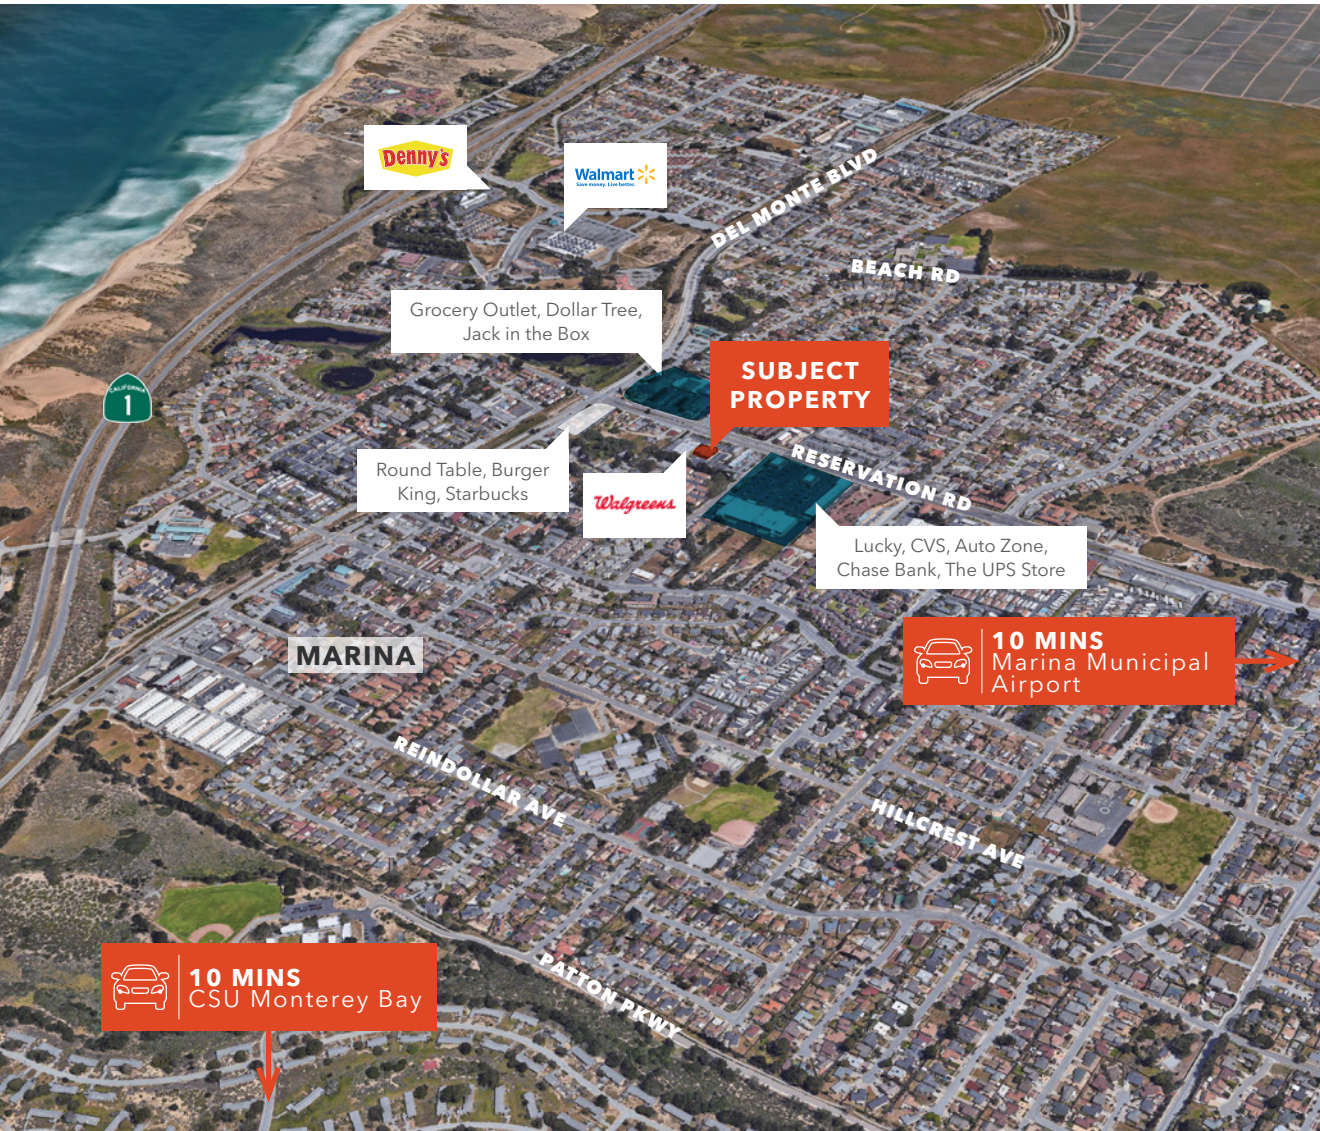 Denny's
Walmart
Save money. Live better.
DEL MONTE BLVD
BEACH RD
Grocery Outlet, Dollar Tree,
Jack in the Box
SUBJECT
PROPERTY
CALIFORNIA
1
Round Table, Burger
King, Starbucks
Walgreens
RESERVATION RD
Lucky, CVS, Auto Zone,
Chase Bank, The UPS Store
MARINA
10 MINS
Marina Municipal
Airport
REINDOLLAR AVE
HILLCREST AVE
10 MINS
CSU Monterey Bay
PATTON PKWY